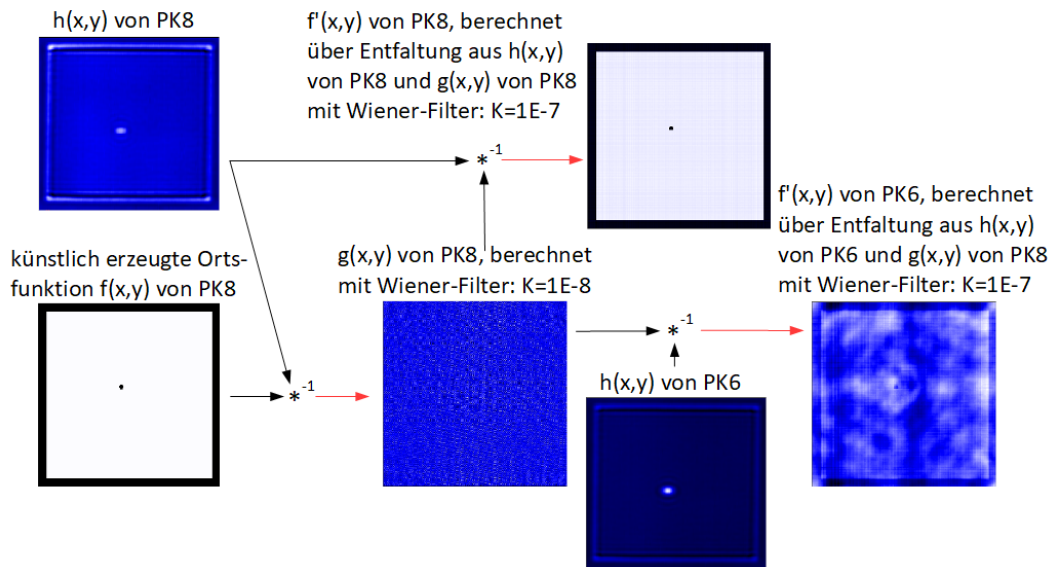 h(x,y) von PK8
f'(x,y) von PK8, berechnet
über Entfaltung aus h(x,y)
von PK8 und g(x,y) von PK8
mit Wiener-Filter: K=1E-7
* -1
f'(x,y) von PK6, berechnet
über Entfaltung aus h(x,y)
von PK6 und g(x,y) von PK8
mit Wiener-Filter: K=1E-7
künstlich erzeugte Orts-
funktion f(x,y) von PK8
g(x,y) von PK8, berechnet
mit Wiener-Filter: K=1E-8
* -1
* -1
h(x,y) von PK6